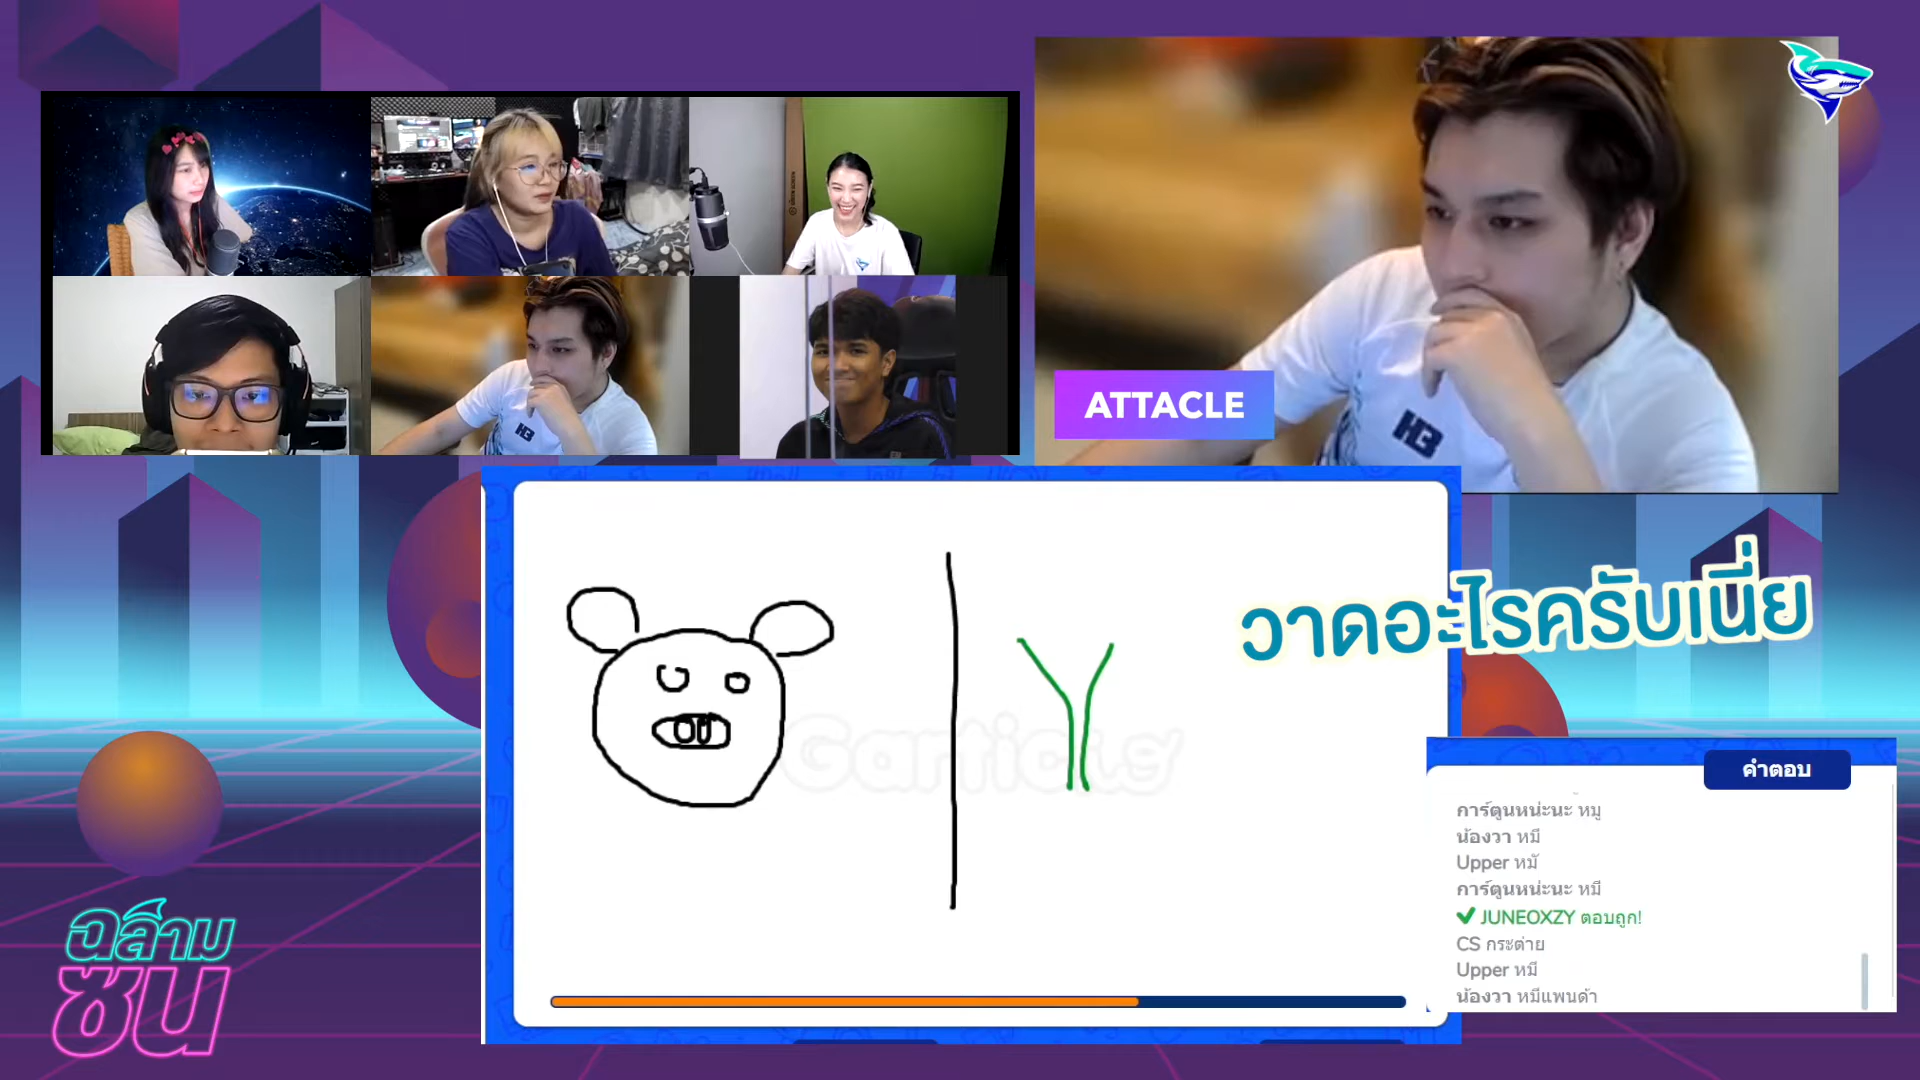 ATTACLE
H3
วาดอะไรครับเนี่ย
Y
Gartic
คำตอบ
การ์ตูนหน่ะนะ หมู
น้องวา หมี
Upper หมั
การ์ตูนหน่ะนะ หมี
JUNEOXZY ตอบถูก!
CS กระต่าย
Upper หมี
น้องวา หมีแพนด้า
ฉลาม
ซน